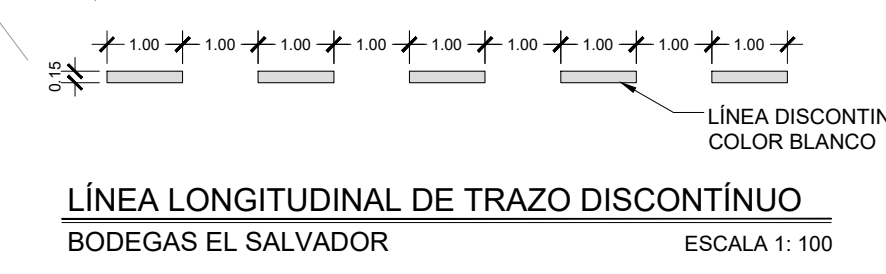 1.00 1.00 1.00 1.00 1.00 1.00 1.00 1.00 1.00
0.15
LÍNEA DISCONTIN
COLOR BLANCO
LÍNEA LONGITUDINAL DE TRAZO DISCONTÍNUO
BODEGAS EL SALVADOR ESCALA 1: 100